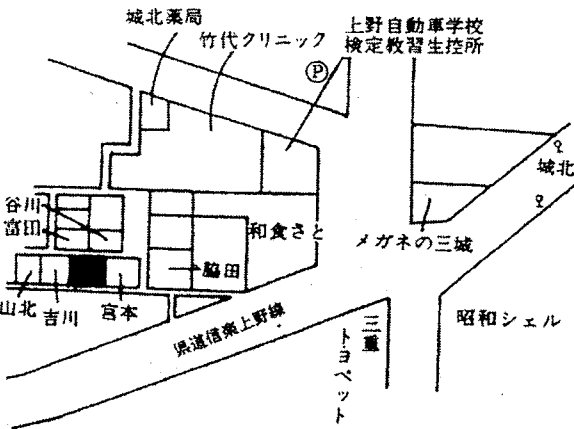 城北薬局
竹代クリニック
上野自動車学校
検定教習生控所
P
城北
谷川
富田
和食さと
メガネの三城
脇田
山北
吉川
宮本
県道信楽上野線
三重
トヨペット
昭和シェル